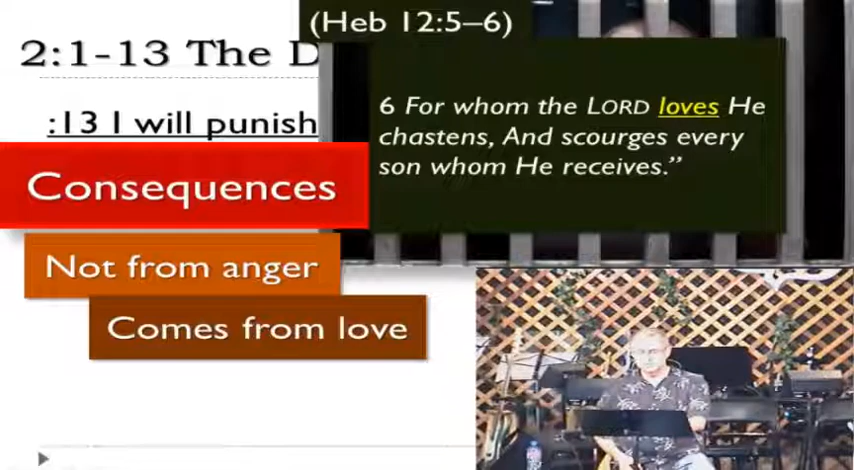 (Heb 12:5–6)
2:1-13 The D
6 For whom the LORD loves He
chastens, And scourges every
son whom He receives.”
:13 I will punish
Consequences
Not from anger
Comes from love